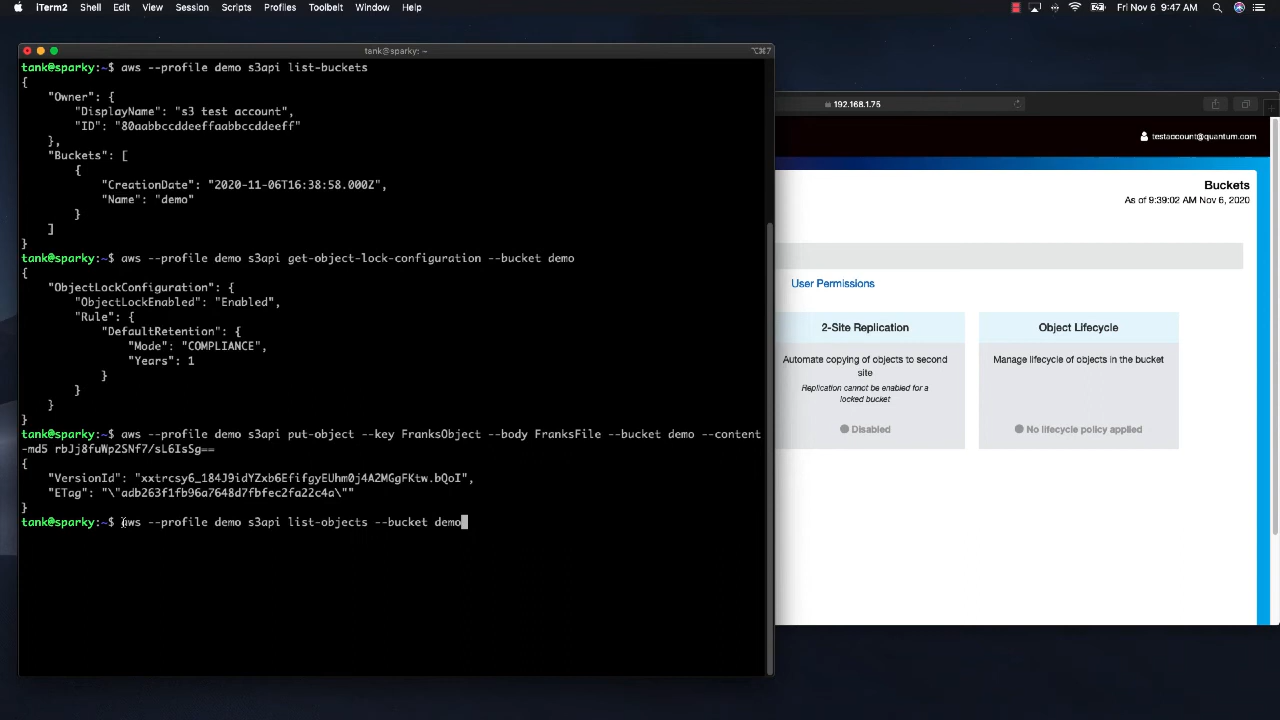 iTerm2 Shell Edit View Session Scripts Profiles Toolbelt Window Help
Fri Nov 6 9:47 AM
tank@sparky: ~
⌥⌘7
tank@sparky:~$ aws --profile demo s3api list-buckets
{
"Owner": {
"DisplayName": "s3 test account",
"ID": "80aabbccddeeffaabbccddeeff"
},
"Buckets": [
{
"CreationDate": "2020-11-06T16:38:58.000Z",
"Name": "demo"
}
]
}
tank@sparky:~$ aws --profile demo s3api get-object-lock-configuration --bucket demo
{
"ObjectLockConfiguration": {
"ObjectLockEnabled": "Enabled",
"Rule": {
"DefaultRetention": {
"Mode": "COMPLIANCE",
"Years": 1
}
}
}
}
tank@sparky:~$ aws --profile demo s3api put-object --key FranksObject --body FranksFile --bucket demo --content
-md5 rbJj8fuWp2SNf7/sL6IsSg==
{
"VersionId": "xxtrcsy6_184J9idYZxb6EfifgyEUhm0j4A2MGgFKtw.bQoI",
"ETag": "\"adb263f1fb96a7648d7fbfec2fa22c4a\""
}
tank@sparky:~$ aws --profile demo s3api list-objects --bucket demo
192.168.1.75
testaccount@quantum.com
Buckets
As of 9:39:02 AM Nov 6, 2020
User Permissions
2-Site Replication
Automate copying of objects to second
site
Replication cannot be enabled for a
locked bucket
Disabled
Object Lifecycle
Manage lifecycle of objects in the bucket
No lifecycle policy applied